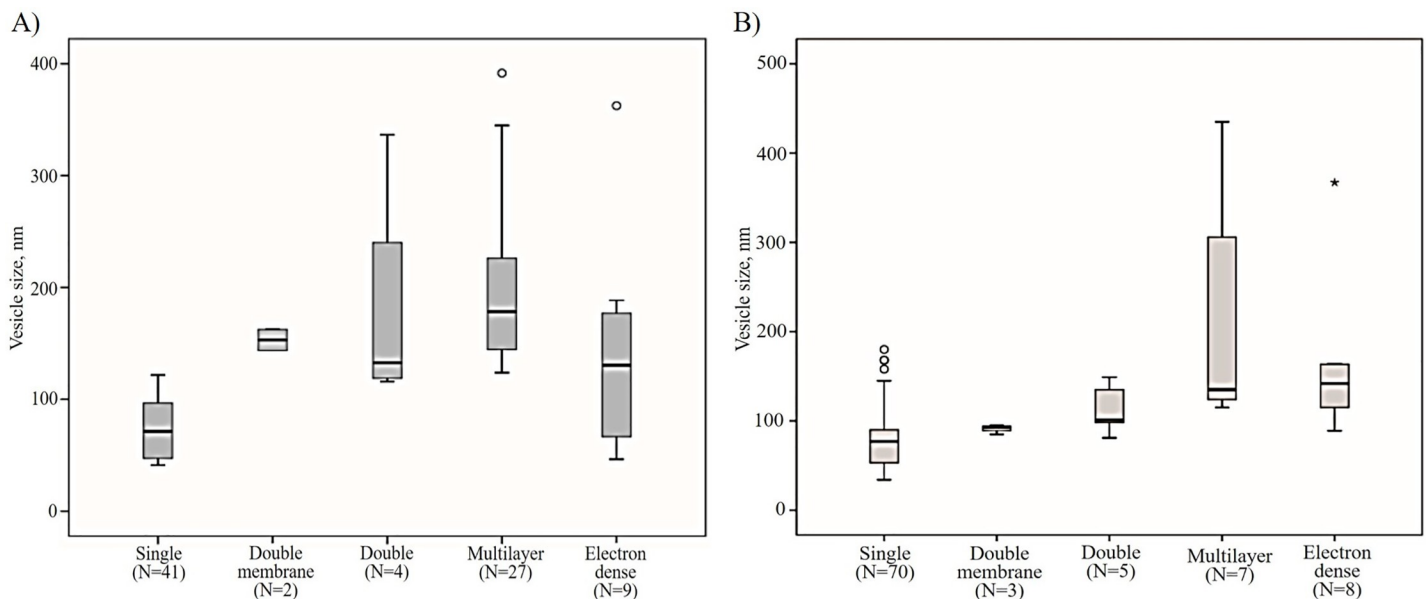 A)
Vesicle size, nm
400
300
200
100
0
Single
(N=41)
Double
membrane
(N=2)
Double
(N=4)
Multilayer
(N=27)
Electron
dense
(N=9)
B)
Vesicle size, nm
500
400
300
200
100
0
Single
(N=70)
Double
membrane
(N=3)
Double
(N=5)
Multilayer
(N=7)
Electron
dense
(N=8)